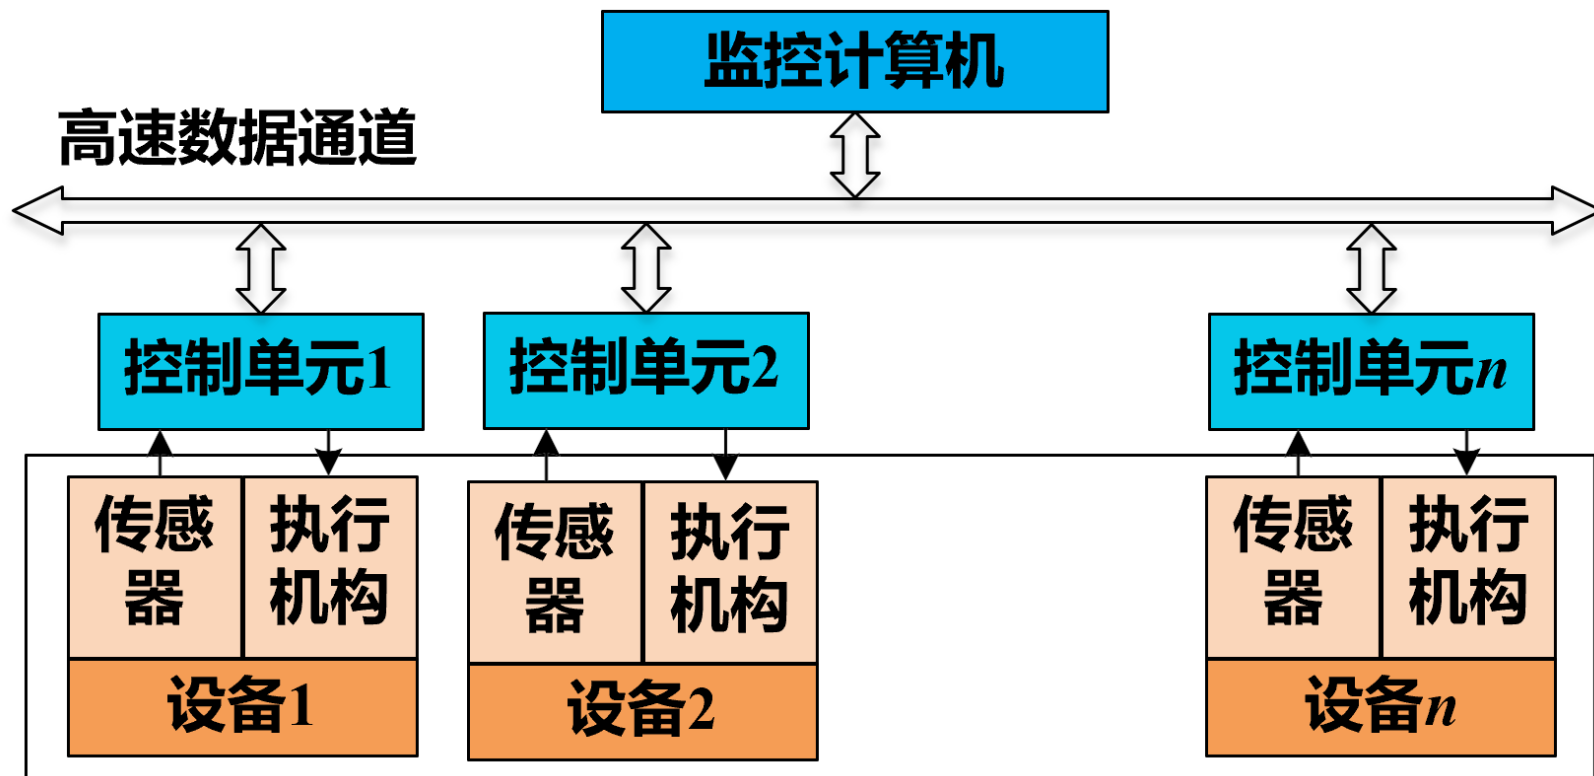 监控计算机
高速数据通道
控制单元1
控制单元2
控制单元n
传感
器
执行
机构
设备1
传感
器
执行
机构
设备2
传感
器
执行
机构
设备n